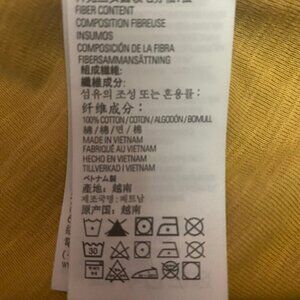 FIBER CONTENT
COMPOSITION FIBREUSE
INSUMOS
COMPOSICIÓN DE LA FIBRA
FIBERSAMMANSÄTTNING
組成繊維:
纖維成分:
섬유의 조성 또는 혼용률:
纤维成分:
100% COTTON / COTON / ALGODÓN / BOMULL
棉 / 綿 / 면 / 棉
MADE IN VIETNAM
FABRIQUÉ AU VIETNAM
HECHO EN VIETNAM
TILLVERKAD I VIETNAM
ベトナム製
產地: 越南
제조국명: 베트남
原产国: 越南
30